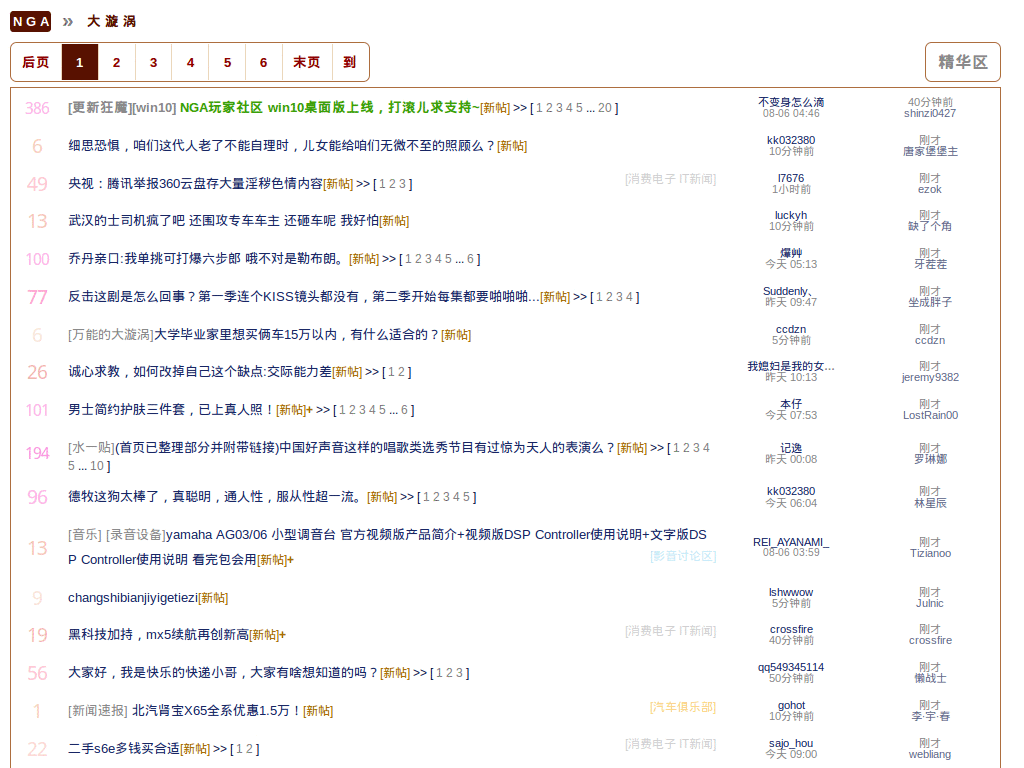 NGA » 大漩涡
后页 1 2 3 4 5 6 末页 到 精华区
386 [更新狂魔][win10] NGA玩家社区 win10桌面版上线，打滚儿求支持~[新帖] >> [ 1 2 3 4 5 ... 20 ] 不变身怎么滴 40分钟前
08-06 04:46 shinzi0427
6 细思恐惧，咱们这代人老了不能自理时，儿女能给咱们无微不至的照顾么？[新帖] kk032380 刚才
10分钟前 唐家堡堡主
49 央视：腾讯举报360云盘存大量淫秽色情内容[新帖] >> [ 1 2 3 ] [消费电子 IT新闻] l7676 刚才
1小时前 ezok
13 武汉的士司机疯了吧 还围攻专车车主 还砸车呢 我好怕[新帖] luckyh 刚才
10分钟前 缺了个角
100 乔丹亲口:我单挑可打爆六步郎 哦不对是勒布朗。[新帖] >> [ 1 2 3 4 5 ... 6 ] 爆艸 刚才
今天 05:13 牙茬茬
77 反击这剧是怎么回事？第一季连个KISS镜头都没有，第二季开始每集都要啪啪啪...[新帖] >> [ 1 2 3 4 ] Suddenly、 刚才
昨天 09:47 坐成胖子
6 [万能的大漩涡]大学毕业家里想买俩车15万以内，有什么适合的？[新帖] ccdzn 刚才
5分钟前 ccdzn
26 诚心求教，如何改掉自己这个缺点:交际能力差[新帖] >> [ 1 2 ] 我媳妇是我的女... 刚才
昨天 10:13 jeremy9382
101 男士简约护肤三件套，已上真人照！[新帖]+ >> [ 1 2 3 4 5 ... 6 ] 本仔 刚才
今天 07:53 LostRain00
194 [水一贴](首页已整理部分并附带链接)中国好声音这样的唱歌类选秀节目有过惊为天人的表演么？[新帖] >> [ 1 2 3 4 记逸 刚才
5 ... 10 ] 昨天 00:08 罗琳娜
96 德牧这狗太棒了，真聪明，通人性，服从性超一流。[新帖] >> [ 1 2 3 4 5 ] kk032380 刚才
今天 06:04 林星辰
13 [音乐] [录音设备]yamaha AG03/06 小型调音台 官方视频版产品简介+视频版DSP Controller使用说明+文字版DS REI_AYANAMI_ 刚才
P Controller使用说明 看完包会用[新帖]+ [影音讨论区] 08-06 03:59 Tizianoo
9 changshibianjiyigetiezi[新帖] lshwwow 刚才
5分钟前 Julnic
19 黑科技加持，mx5续航再创新高[新帖]+ [消费电子 IT新闻] crossfire 刚才
40分钟前 crossfire
56 大家好，我是快乐的快递小哥，大家有啥想知道的吗？[新帖] >> [ 1 2 3 ] qq549345114 刚才
50分钟前 懒战士
1 [新闻速报] 北汽肾宝X65全系优惠1.5万！[新帖] [汽车俱乐部] gohot 刚才
10分钟前 李·宇·春
22 二手s6e多钱买合适[新帖] >> [ 1 2 ] [消费电子 IT新闻] sajo_hou 刚才
今天 09:00 webliang